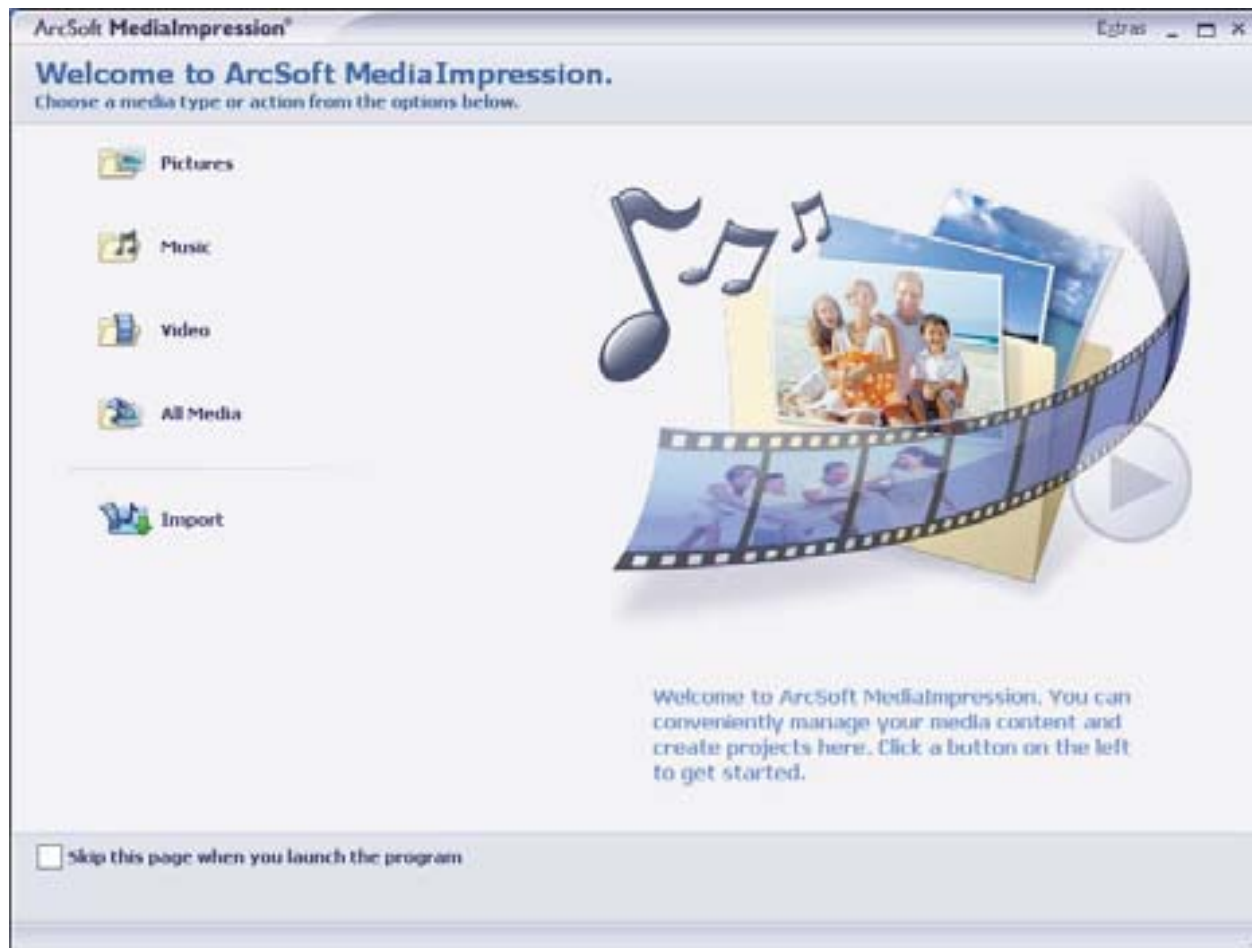 ArcSoft MediaImpression®
Extras
Welcome to ArcSoft MediaImpression.
Choose a media type or action from the options below.
Pictures
Music
Video
All Media
Import
Welcome to ArcSoft MediaImpression. You can
conveniently manage your media content and
create projects here. Click a button on the left
to get started.
Skip this page when you launch the program